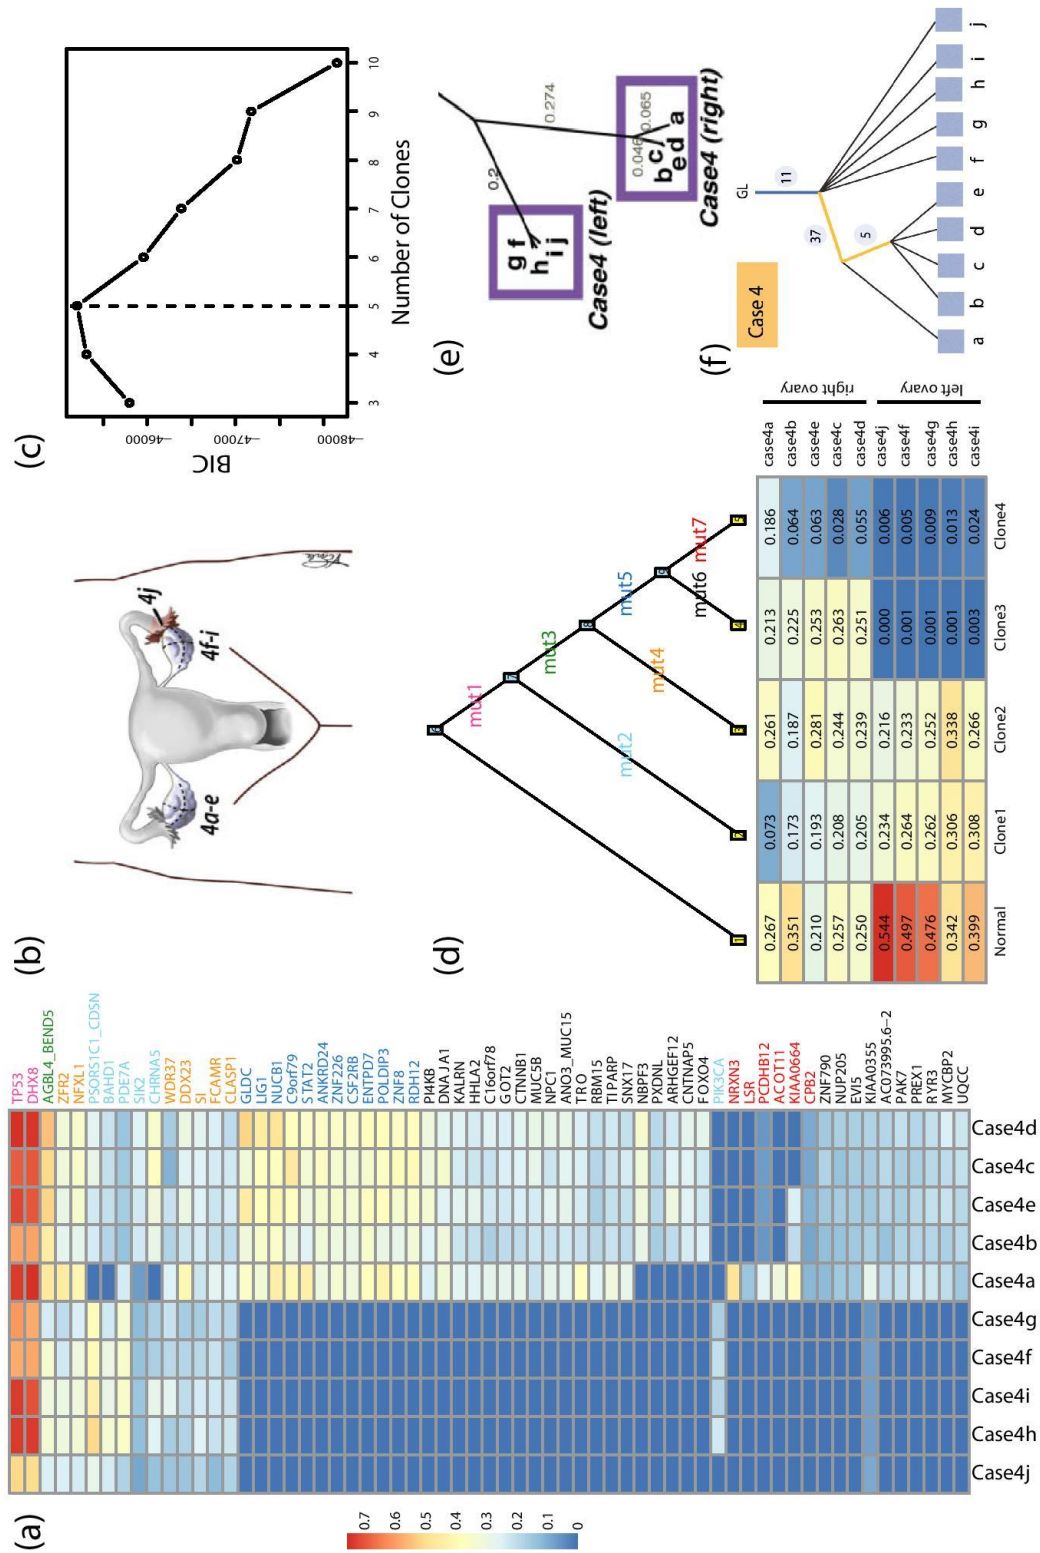 (a)
0.7
0.6
0.5
0.4
0.3
0.2
0.1
0
TP53
DHX8
AGBL4_BEND5
ZFR2
NFXL1
PSORS1C1_CDSN
BAHD1
PDE7A
SIK2
CHRNA5
WDR37
DDX23
SI
FCAMR
CLASP1
GLDC
LIG1
NUCB1
C9orf79
STAT2
ANKRD24
ZNF226
CSF2RB
ENTPD7
POLDIP3
ZNF8
RDH12
PI4KB
DNAJA1
KALRN
HHLA2
C16orf78
GOT2
CTNNB1
MUC5B
NPC1
ANO3_MUC15
TRO
RBM15
TIPARP
SNX17
NBPF3
PXDNL
ARHGEF12
CNTNAP5
FOXO4
PIK3CA
NRXN3
LSR
PCDHB12
ACOT11
KIAA0664
CPB2
ZNF790
NUP205
EVI5
KIAA0355
AC073995.6-2
PAK7
PREX1
RYR3
MYCBP2
UQCC
Case4j Case4h Case4i Case4f Case4g Case4a Case4b Case4e Case4c Case4d
(b)
4a-e
4f-i
4j
(c)
BIC
-46000
-47000
-48000
3 4 5 6 7 8 9 10
Number of Clones
(d)
mut1
mut3
mut2
mut5
mut4
mut7
mut6
0.267 0.073 0.261 0.213 0.186 case4a
0.351 0.173 0.187 0.225 0.064 case4b
0.210 0.193 0.281 0.253 0.063 case4e
0.257 0.208 0.244 0.263 0.028 case4c
0.250 0.205 0.239 0.251 0.055 case4d
0.544 0.234 0.216 0.000 0.006 case4j
0.497 0.264 0.233 0.001 0.005 case4f
0.476 0.262 0.252 0.001 0.009 case4g
0.342 0.306 0.338 0.001 0.013 case4h
0.399 0.308 0.266 0.003 0.024 case4i
Normal Clone1 Clone2 Clone3 Clone4
right ovary
left ovary
(e)
0.2
0.274
g f
h i j
Case4 (left)
0.046
0.065
b c
e d a
Case4 (right)
(f)
Case 4
GL
11
37
5
a b c d e f g h i j